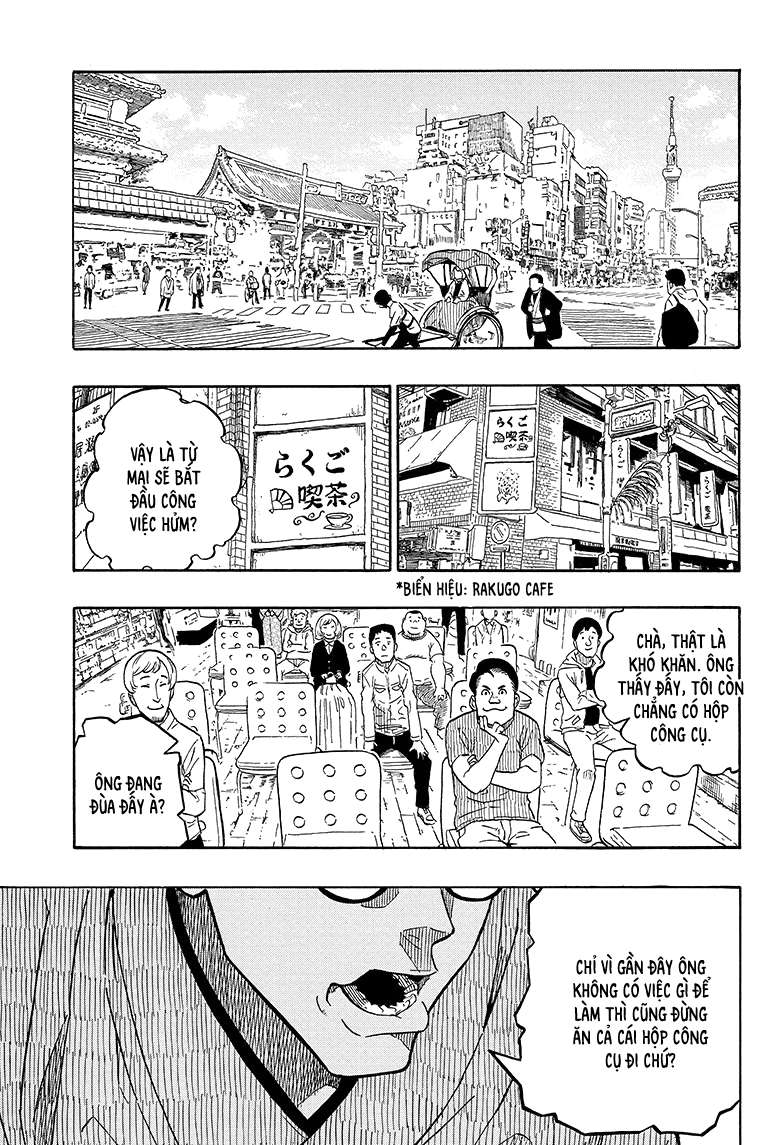 VẬY LÀ TỪ
MAI SẼ BẮT
ĐẦU CÔNG
VIỆC HỬM?
らくご
喫茶
らくご
喫茶
らくご
*BIỂN HIỆU: RAKUGO CAFE
CHÀ, THẬT LÀ
KHÓ KHĂN. ÔNG
THẤY ĐẤY, TÔI CÒN
CHẲNG CÓ HỘP
CÔNG CỤ.
ÔNG ĐANG
ĐÙA ĐẤY À?
CHỈ VÌ GẦN ĐÂY ÔNG
KHÔNG CÓ VIỆC GÌ ĐỂ
LÀM THÌ CŨNG ĐỪNG
ĂN CẢ CÁI HỘP CÔNG
CỤ ĐI CHỨ?